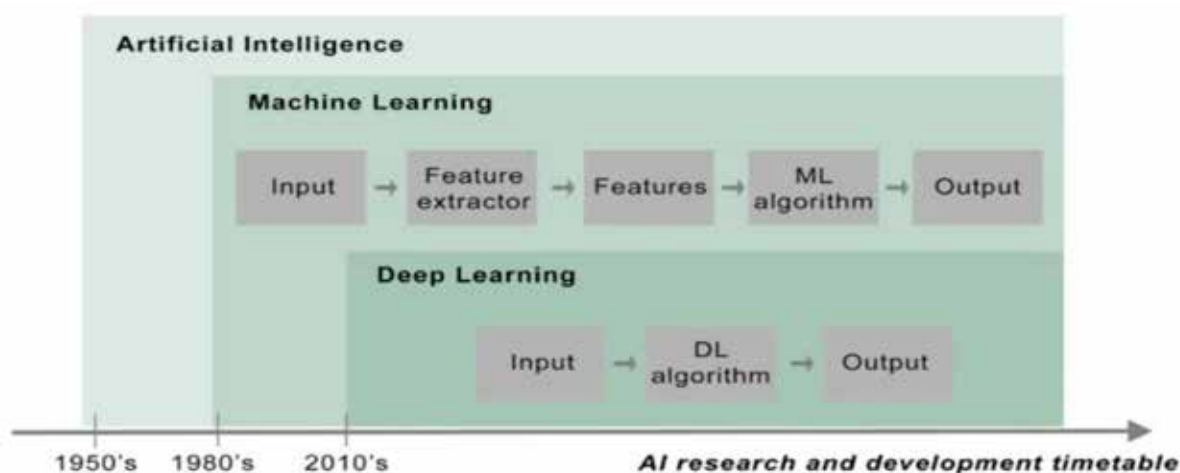 Artificial Intelligence
Machine Learning
Input
Feature
extractor
Features
ML
algorithm
Output
Deep Learning
Input
DL
algorithm
Output
1950's 1980's 2010's AI research and development timetable